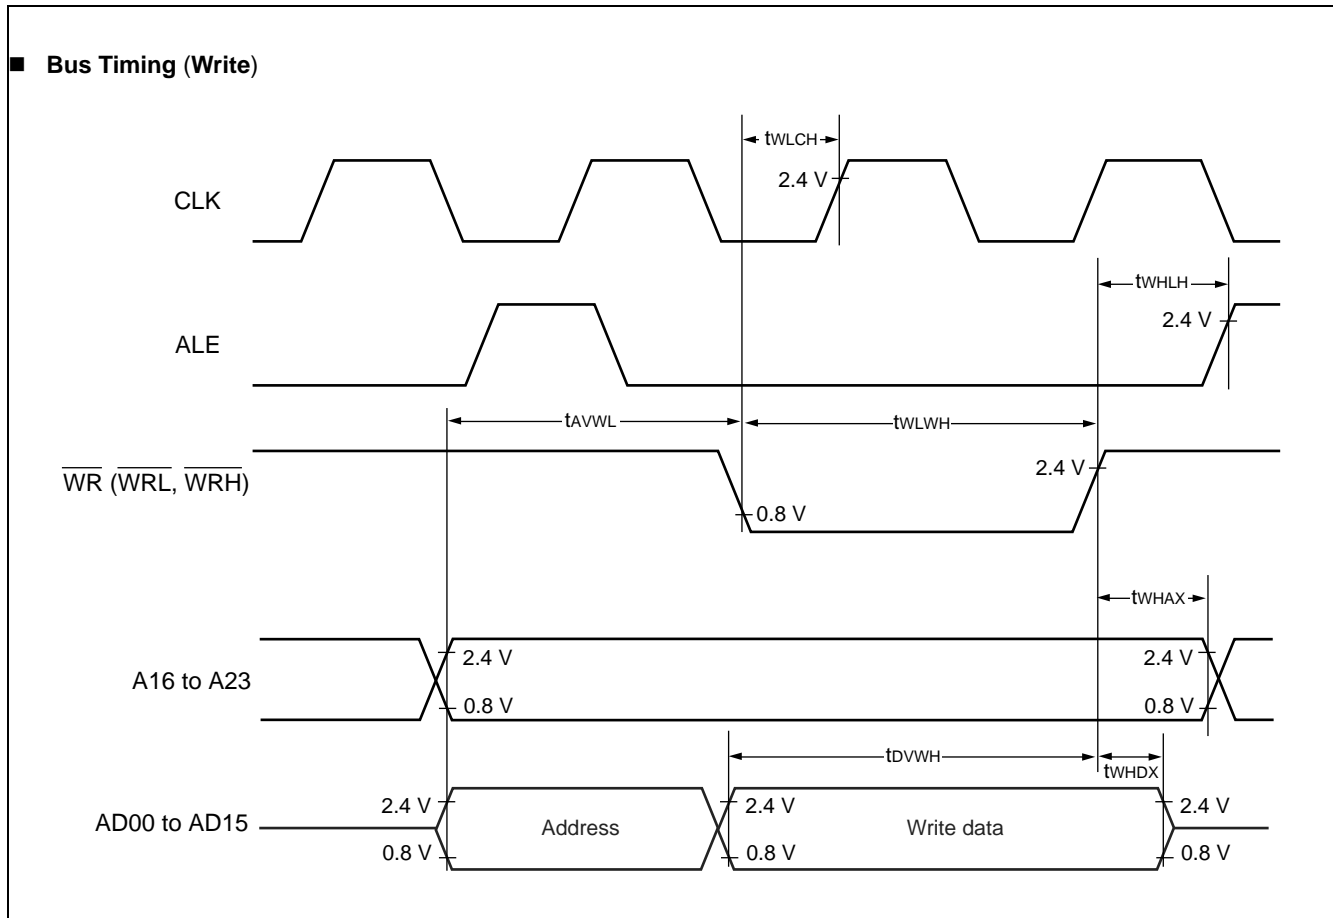 ■ Bus Timing (Write)
tWLCH
2.4 V
CLK
tWHLH
2.4 V
ALE
tAVWL
tWLWH
2.4 V
WR (WRL, WRH)
0.8 V
tWHAX
2.4 V
2.4 V
A16 to A23
0.8 V
0.8 V
tDVWH
tWHDX
2.4 V
2.4 V
2.4 V
AD00 to AD15
Address
Write data
0.8 V
0.8 V
0.8 V